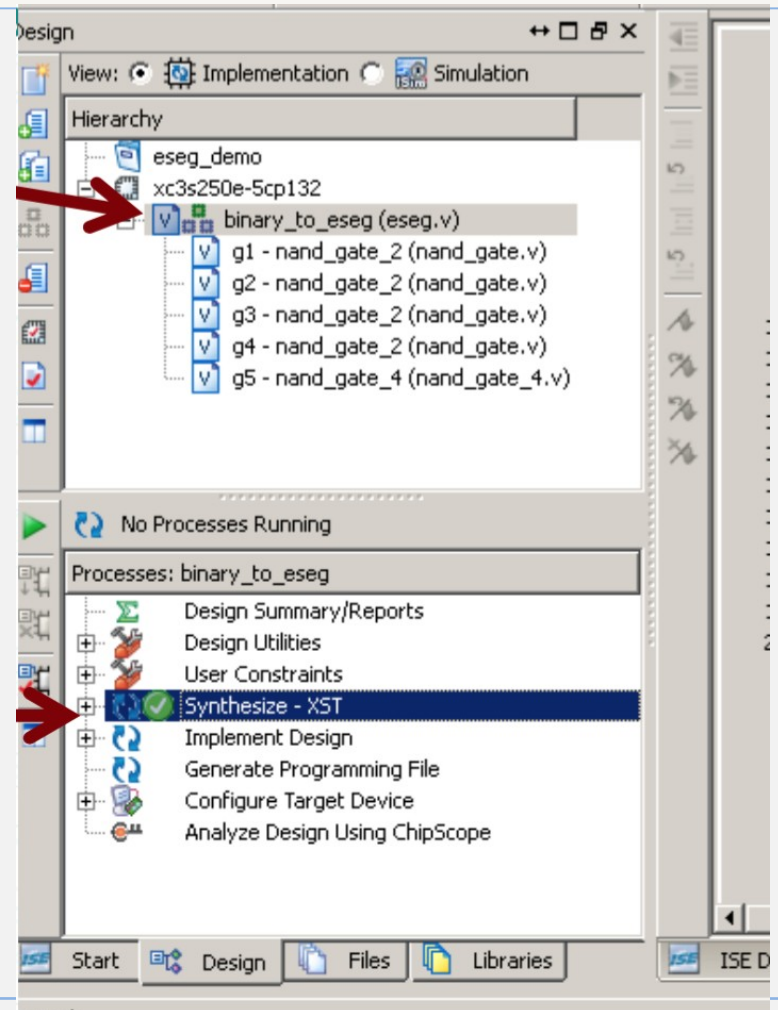 Design
View: Implementation Simulation
Hierarchy
eseg_demo
xc3s250e-5cp132
binary_to_eseg (eseg.v)
g1 - nand_gate_2 (nand_gate.v)
g2 - nand_gate_2 (nand_gate.v)
g3 - nand_gate_2 (nand_gate.v)
g4 - nand_gate_2 (nand_gate.v)
g5 - nand_gate_4 (nand_gate_4.v)
No Processes Running
Processes: binary_to_eseg
Design Summary/Reports
Design Utilities
User Constraints
Synthesize - XST
Implement Design
Generate Programming File
Configure Target Device
Analyze Design Using ChipScope
ISE Start Design Files Libraries ISE D